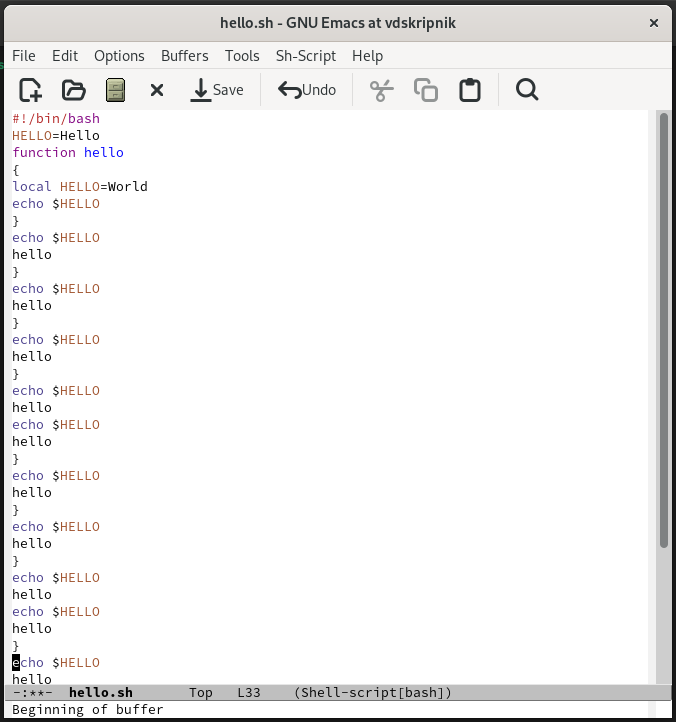 hello.sh - GNU Emacs at vdskripnik
File Edit Options Buffers Tools Sh-Script Help
Save Undo
#!/bin/bash
HELLO=Hello
function hello
{
local HELLO=World
echo $HELLO
}
echo $HELLO
hello
}
echo $HELLO
hello
}
echo $HELLO
hello
}
echo $HELLO
hello
echo $HELLO
hello
}
echo $HELLO
hello
}
echo $HELLO
hello
}
echo $HELLO
hello
echo $HELLO
hello
}
echo $HELLO
hello
-:**- hello.sh Top L33 (Shell-script[bash])
Beginning of buffer